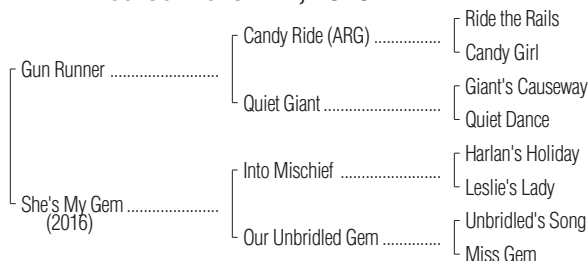 Ride the Rails
Candy Ride (ARG) ....................
Candy Girl
Gun Runner ...........................
Giant's Causeway
Quiet Giant .............................
Quiet Dance
Harlan's Holiday
Into Mischief ..........................
Leslie's Lady
She's My Gem .......................
(2016)
Unbridled's Song
Our Unbridled Gem ...............
Miss Gem